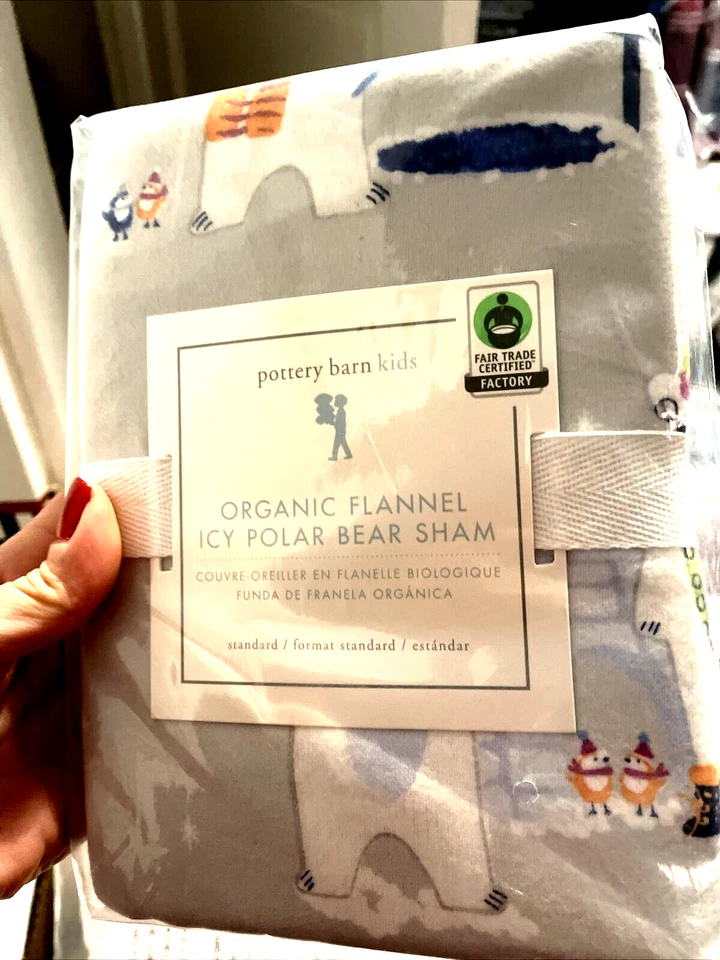 FAIR TRADE
CERTIFIED™
FACTORY
pottery barn kids
ORGANIC FLANNEL
ICY POLAR BEAR SHAM
COUVRE-OREILLER EN FLANELLE BIOLOGIQUE
FUNDA DE FRANELA ORGÁNICA
standard / format standard / estándar